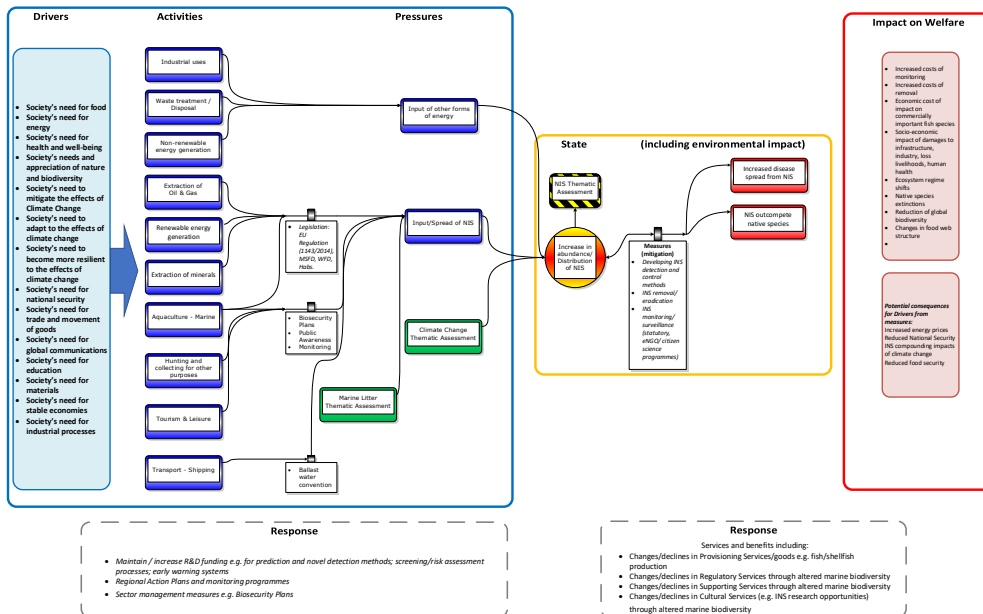 Drivers
Activities
Pressures
Impact on Welfare
• Society's need for food
• Society's need for
energy
• Society's need for
health and well-being
• Society's needs and
appreciation of nature
and biodiversity
• Society's need to
mitigate the effects of
Climate Change
• Society's need to
adapt to the effects of
climate change
• Society's need to
become more resilient
to the effects of
climate change
• Society's need for
national security
• Society's need for
trade and movement
of goods
• Society's need for
global communications
• Society's need for
education
• Society's need for
materials
• Society's need for
stable economies
• Society's need for
industrial processes
Industrial uses
Waste treatment /
Disposal
Non-renewable
energy generation
Extraction of
Oil & Gas
Renewable energy
generation
Extraction of minerals
Aquaculture - Marine
Hunting and
collecting for other
purposes
Tourism & Leisure
Transport - Shipping
• Legislation:
EU
Regulation
(1143/2014),
MSFD, WFD,
Habs.
• Biosecurity
Plans
• Public
Awareness
• Monitoring
• Ballast
water
convention
Input of other forms
of energy
Input/Spread of NIS
Climate Change
Thematic Assessment
Marine Litter
Thematic Assessment
State
(including environmental impact)
NIS Thematic
Assessment
Increase in
abundance/
Distribution
of NIS
Measures
(mitigation)
• Developing INS
detection and
control
methods
• INS removal/
eradication
• INS
monitoring/
surveillance
(statutory,
eNGO/ citizen
science
programmes)
Increased disease
spread from NIS
NIS outcompete
native species
• Increased costs of
monitoring
• Increased costs of
removal
• Economic cost of
impact on
commercially
important fish species
• Socio-economic
impact of damages to
infrastructure,
industry, loss
livelihoods, human
health
• Ecosystem regime
shifts
• Native species
extinctions
• Reduction of global
biodiversity
• Changes in food web
structure
•
Potential consequences
for Drivers from
measures:
Increased energy prices
Reduced National Security
INS compounding impacts
of climate change
Reduced food security
Response
• Maintain / increase R&D funding e.g. for prediction and novel detection methods; screening/risk assessment
processes; early warning systems
• Regional Action Plans and monitoring programmes
• Sector management measures e.g. Biosecurity Plans
Response
Services and benefits including:
• Changes/declines in Provisioning Services/goods e.g. fish/shellfish
production
• Changes/declines in Regulatory Services through altered marine biodiversity
• Changes/declines in Supporting Services through altered marine biodiversity
• Changes/declines in Cultural Services (e.g. INS research opportunities)
through altered marine biodiversity